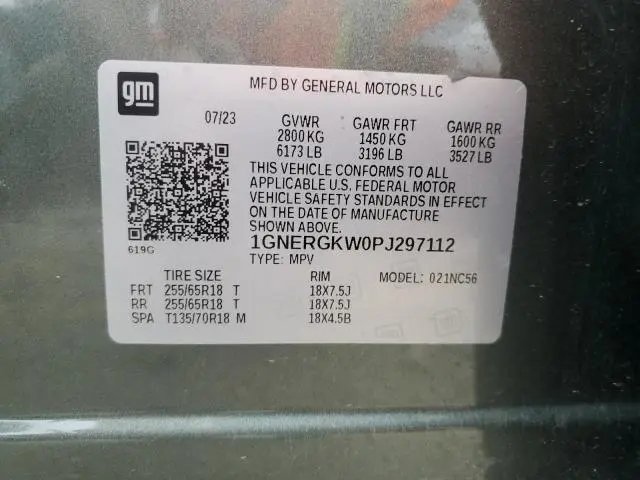 gm
MFD BY GENERAL MOTORS LLC
07/23 GVWR GAWR FRT GAWR RR
2800 KG 1450 KG 1600 KG
6173 LB 3196 LB 3527 LB
THIS VEHICLE CONFORMS TO ALL
APPLICABLE U.S. FEDERAL MOTOR
VEHICLE SAFETY STANDARDS IN EFFECT
ON THE DATE OF MANUFACTURE
619G 1GNERGKW0PJ297112
TYPE: MPV
TIRE SIZE RIM MODEL: 021NC56
FRT 255/65R18 T 18X7.5J
RR 255/65R18 T 18X7.5J
SPA T135/70R18 M 18X4.5B